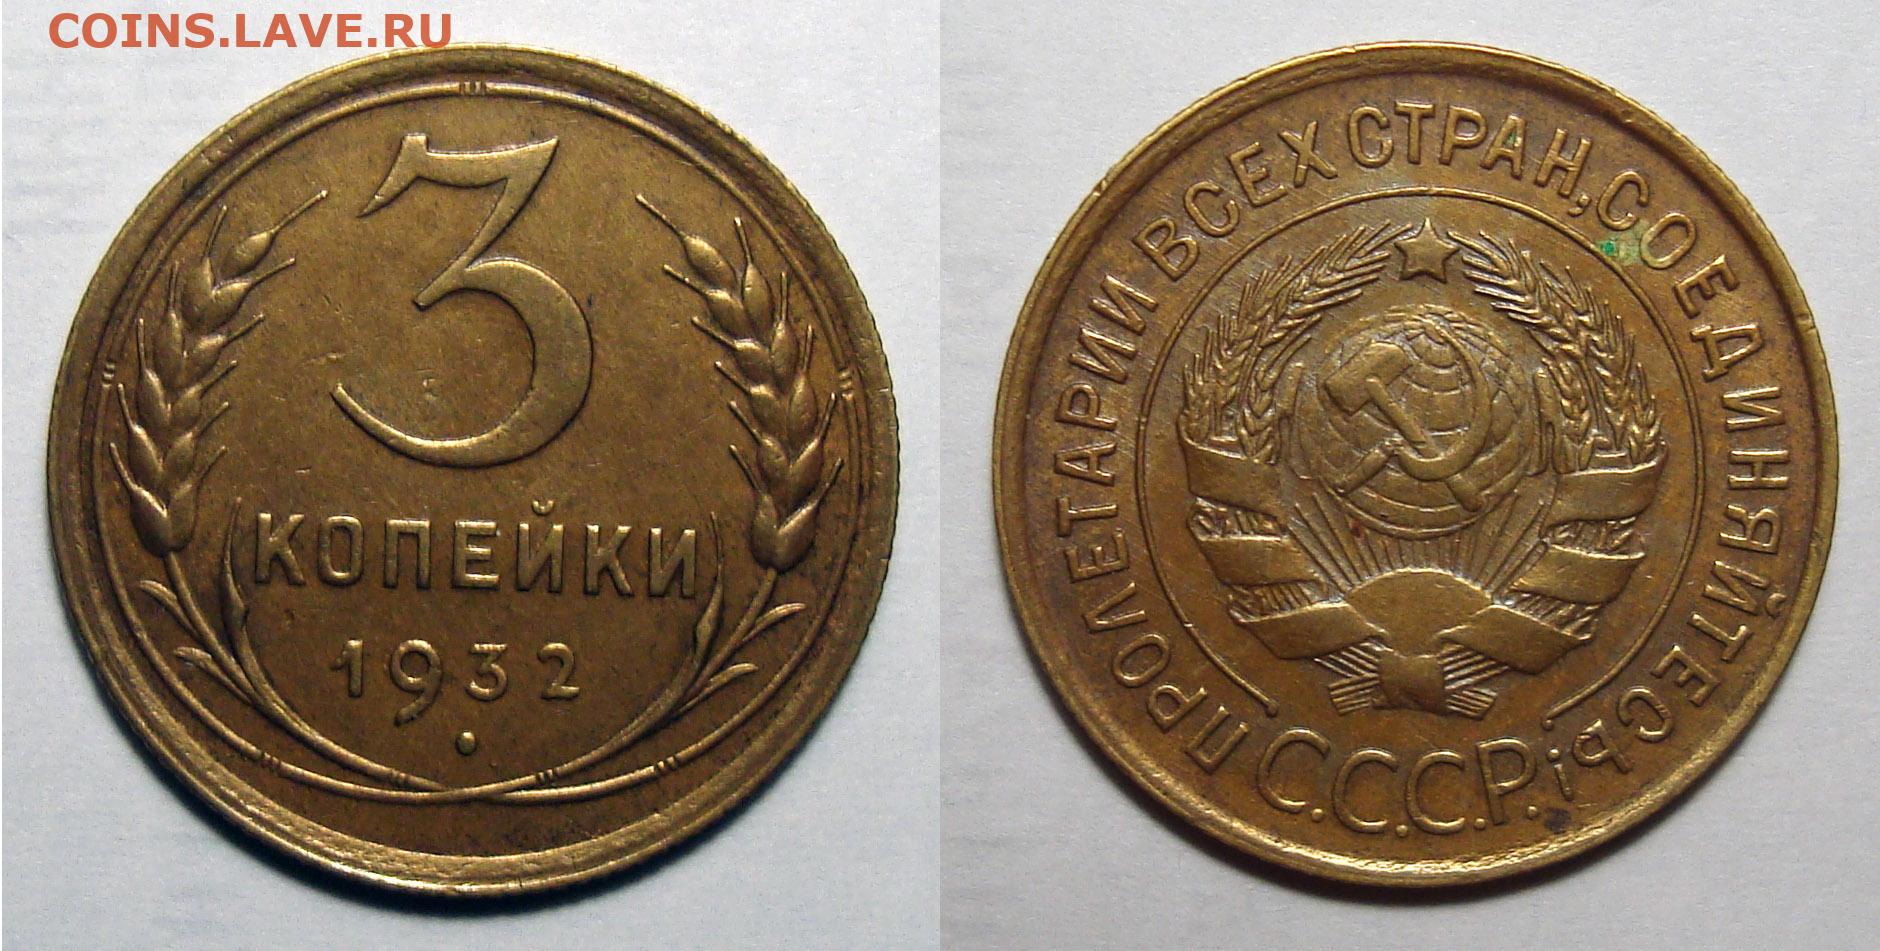 COINS.LAVE.RU
3
КОПЕЙКИ
1932
ПРОЛЕТАРИИ ВСЕХ СТРАН, СОЕДИНЯЙТЕСЬ!
С.С.С.Р.